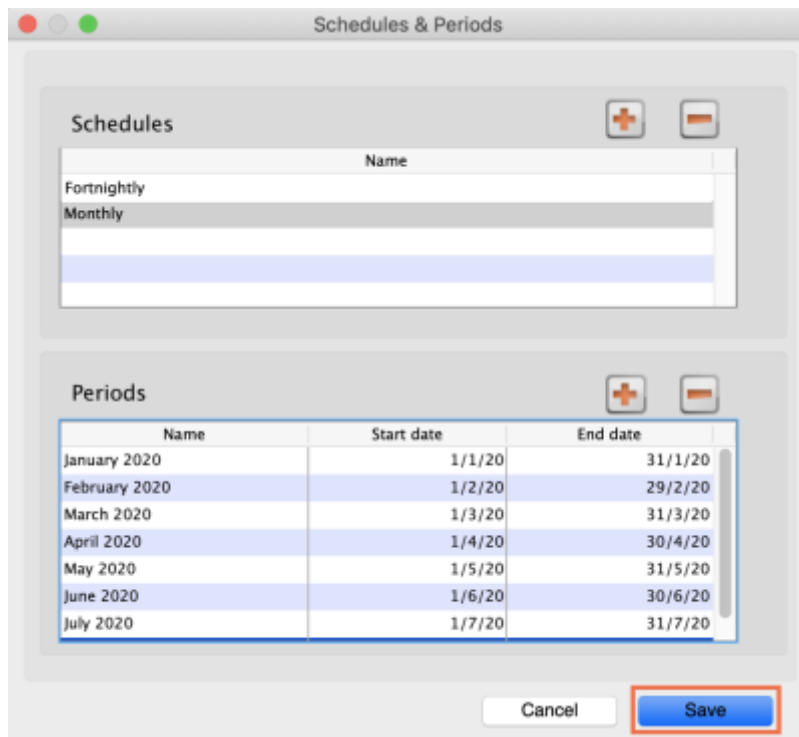 Schedules & Periods
Schedules
Name
Fortnightly
Monthly
Periods
Name Start date End date
January 2020 1/1/20 31/1/20
February 2020 1/2/20 29/2/20
March 2020 1/3/20 31/3/20
April 2020 1/4/20 30/4/20
May 2020 1/5/20 31/5/20
June 2020 1/6/20 30/6/20
July 2020 1/7/20 31/7/20
Cancel Save